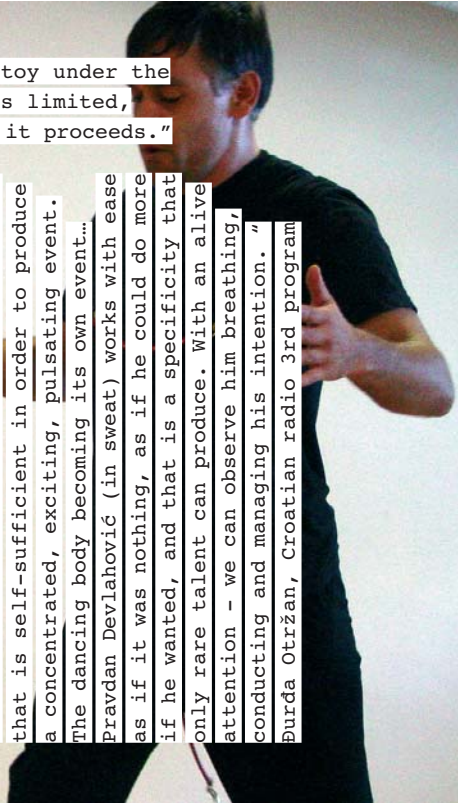 toy under the
s limited,
it proceeds.”
that is self-sufficient in order to produce
a concentrated, exciting, pulsating event.
The dancing body becoming its own event…
Pravdan Devlahović (in sweat) works with ease
as if it was nothing, as if he could do more
if he wanted, and that is a specificity that
only rare talent can produce. With an alive
attention – we can observe him breathing,
conducting and managing his intention. “
Đurđa Otržan, Croatian radio 3rd program